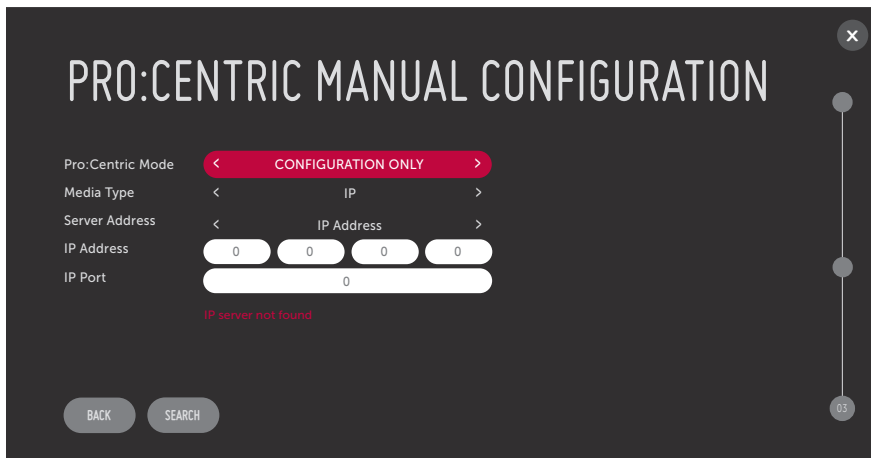 X
PRO:CENTRIC MANUAL CONFIGURATION
Pro:Centric Mode < CONFIGURATION ONLY >
Media Type < IP >
Server Address < IP Address >
IP Address 0 0 0 0
IP Port 0
IP server not found
BACK SEARCH 03